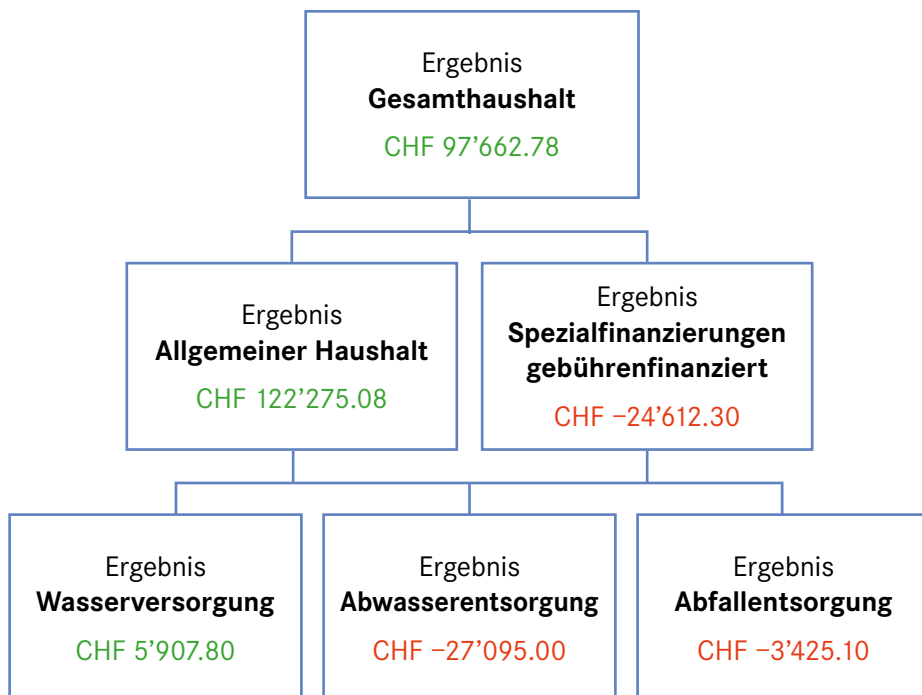 Ergebnis
Gesamthaushalt
CHF 97’662.78
Ergebnis
Allgemeiner Haushalt
CHF 122’275.08
Ergebnis
Spezialfinanzierungen
gebührenfinanziert
CHF –24’612.30
Ergebnis
Wasserversorgung
CHF 5’907.80
Ergebnis
Abwasserentsorgung
CHF –27’095.00
Ergebnis
Abfallentsorgung
CHF –3’425.10